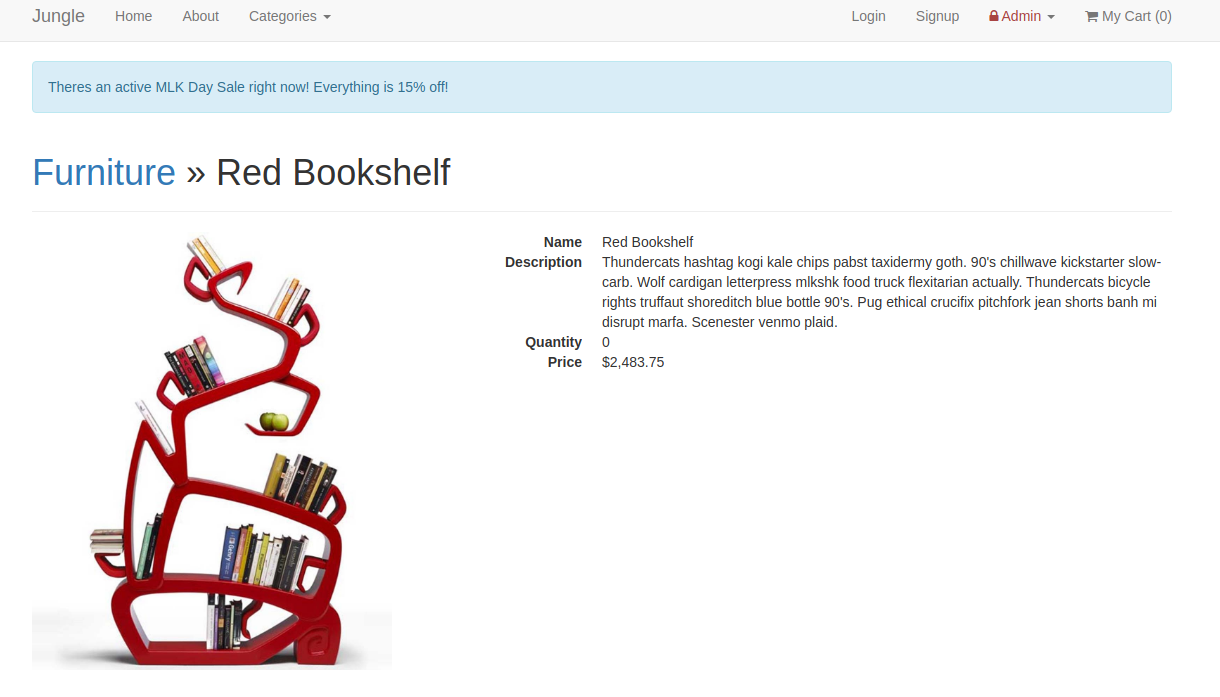 Jungle Home About Categories Login Signup Admin My Cart (0)
Theres an active MLK Day Sale right now! Everything is 15% off!
Furniture » Red Bookshelf
Name Red Bookshelf
Description Thundercats hashtag kogi kale chips pabst taxidermy goth. 90's chillwave kickstarter slow-
carb. Wolf cardigan letterpress mlkshk food truck flexitarian actually. Thundercats bicycle
rights truffaut shoreditch blue bottle 90's. Pug ethical crucifix pitchfork jean shorts banh mi
disrupt marfa. Scenester venmo plaid.
Quantity 0
Price $2,483.75